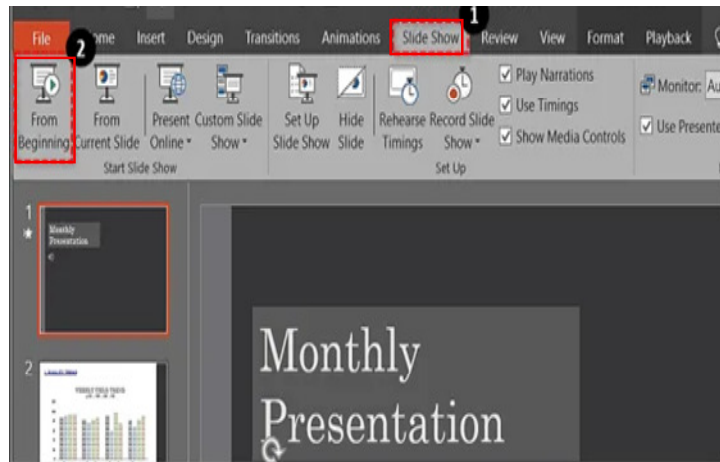 1
File Home Insert Design Transitions Animations Slide Show Review View Format Playback
2
From Beginning
From Current Slide
Present Online
Custom Slide Show
Set Up Slide Show
Hide Slide
Rehearse Timings
Record Slide Show
Play Narrations
Use Timings
Show Media Controls
Monitor: Au
Use Presente
Start Slide Show
Set Up
1
Monthly
Presentation
2
Monthly
Presentation